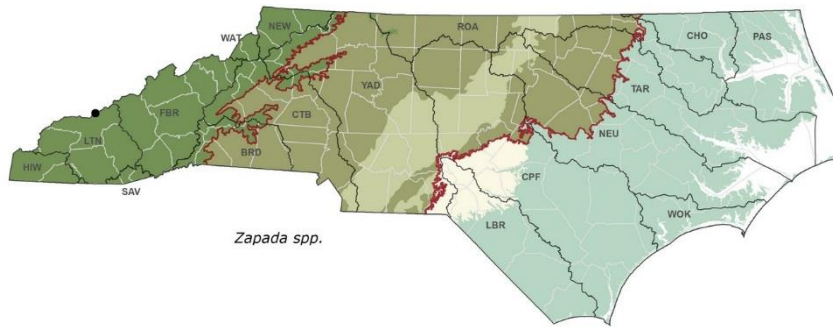 NEW
ROA
CHO
PAS
WAT
YAD
TAR
FBR
CTB
NEU
LTN
BRD
HIW
CPF
SAV
WOK
LBR
Zapada spp.